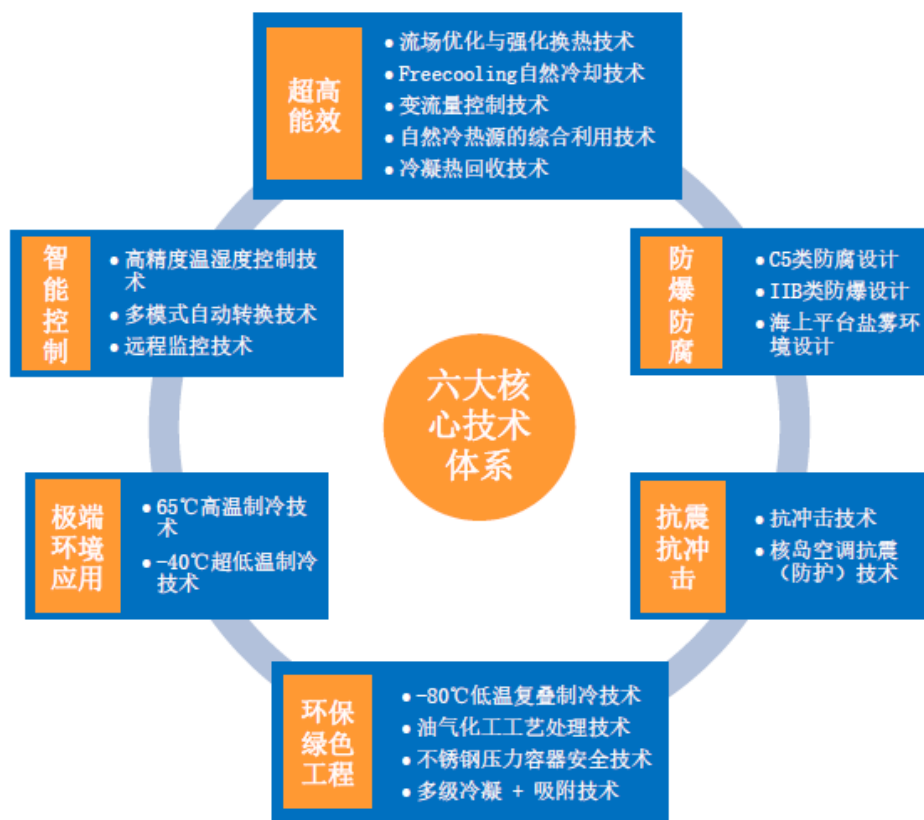 超高
能效
• 流场优化与强化换热技术
• Freecooling自然冷却技术
• 变流量控制技术
• 自然冷热源的综合利用技术
• 冷凝热回收技术
智
能
控
制
• 高精度温湿度控制技
术
• 多模式自动转换技术
• 远程监控技术
防
爆
防
腐
• C5类防腐设计
• IIB类防爆设计
• 海上平台盐雾环
境设计
六大核
心技术
体系
极端
环境
应用
• 65℃高温制冷技
术
• -40℃超低温制冷
技术
抗震
抗冲
击
• 抗冲击技术
• 核岛空调抗震
（防护）技术
环保
绿色
工程
• -80℃低温复叠制冷技术
• 油气化工工艺处理技术
• 不锈钢压力容器安全技术
• 多级冷凝 + 吸附技术